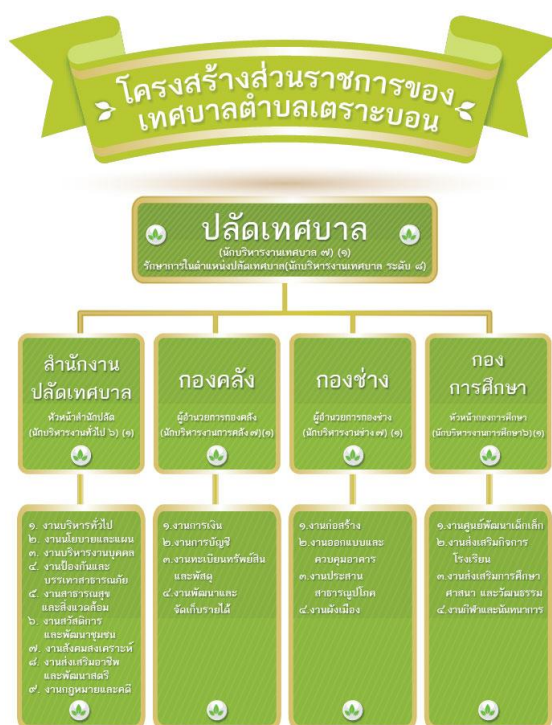 โครงสร้างส่วนราชการของ
เทศบาลตำบลเตราะบอน
ปลัดเทศบาล
(นักบริหารงานเทศบาล ๗) (๑)
รักษาการในตำแหน่งปลัดเทศบาล(นักบริหารงานเทศบาล ระดับ ๘)
สำนักงาน
ปลัดเทศบาล
หัวหน้าสำนักปลัด
(นักบริหารงานทั่วไป ๖) (๑)
กองคลัง
ผู้อำนวยการกองคลัง
(นักบริหารงานการคลัง ๗)(๑)
กองช่าง
ผู้อำนวยการกองช่าง
(นักบริหารงานช่าง ๗) (๑)
กอง
การศึกษา
หัวหน้ากองการศึกษา
(นักบริหารงานการศึกษา๖)(๑)
๑. งานบริหารทั่วไป
๒. งานนโยบายและแผน
๓. งานบริหารงานบุคคล
๔. งานป้องกันและ
บรรเทาสาธารณภัย
๕. งานสาธารณสุข
และสิ่งแวดล้อม
๖. งานสวัสดิการ
และพัฒนาชุมชน
๗. งานสังคมสงเคราะห์
๘. งานส่งเสริมอาชีพ
และพัฒนาสตรี
๙. งานกฎหมายและคดี
๑.งานการเงิน
๒.งานการบัญชี
๓.งานทะเบียนทรัพย์สิน
และพัสดุ
๔.งานพัฒนาและ
จัดเก็บรายได้
๑.งานก่อสร้าง
๒.งานออกแบบและ
ควบคุมอาคาร
๓.งานประสาน
สาธารณูปโภค
๔.งานผังเมือง
๑.งานศูนย์พัฒนาเด็กเล็ก
๒.งานส่งเสริมกิจการ
โรงเรียน
๓.งานส่งเสริมการศึกษา
ศาสนา และวัฒนธรรม
๔.งานกีฬาและนันทนาการ